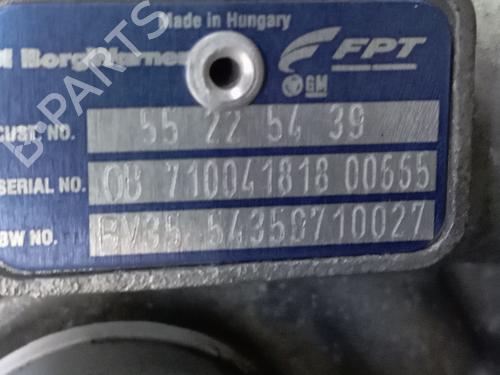 Made in Hungary
BorgWarner
FPT
GM
CUST. NO. 55 22 54 39
SERIAL NO. 08 710041818 00665
BW NO. BV35 54359710027
B-PARTS